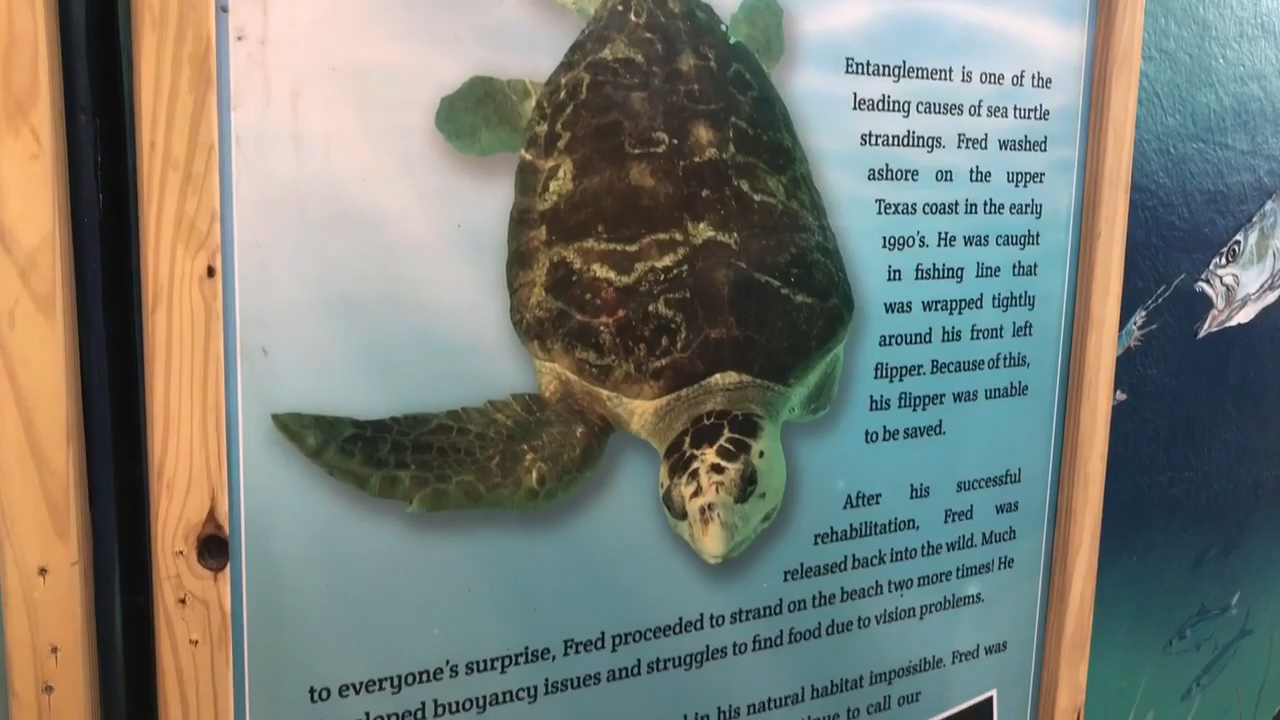 Entanglement is one of the
leading causes of sea turtle
strandings. Fred washed
ashore on the upper
Texas coast in the early
1990's. He was caught
in fishing line that
was wrapped tightly
around his front left
flipper. Because of this,
his flipper was unable
to be saved.
After his successful
rehabilitation, Fred was
released back into the wild. Much
to everyone's surprise, Fred proceeded to strand on the beach two more times! He
buoyancy issues and struggles to find food due to vision problems.
in his natural habitat impossible. Fred was
to call our